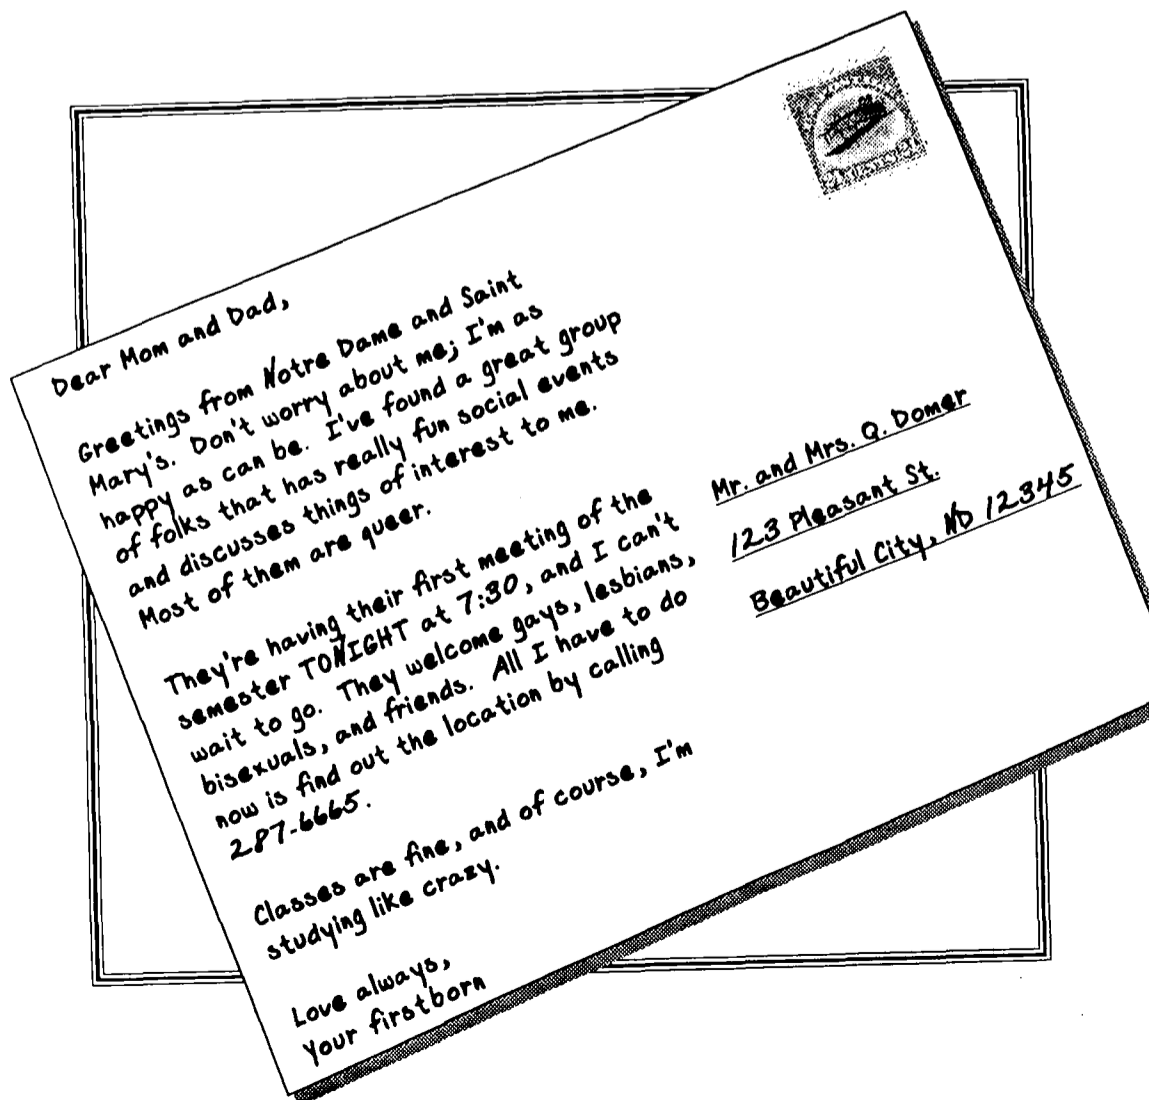 Dear Mom and Dad,
Greetings from Notre Dame and Saint
Mary's. Don't worry about me; I'm as
happy as can be. I've found a great group
of folks that has really fun social events
and discusses things of interest to me.
Most of them are queer.
They're having their first meeting of the
semester TONIGHT at 7:30, and I can't
wait to go. They welcome gays, lesbians,
bisexuals, and friends. All I have to do
now is find out the location by calling
287-6665.
Classes are fine, and of course, I'm
studying like crazy.
Love always,
Your firstborn
Mr. and Mrs. Q. Domer
123 Pleasant St.
Beautiful City, ND 12345